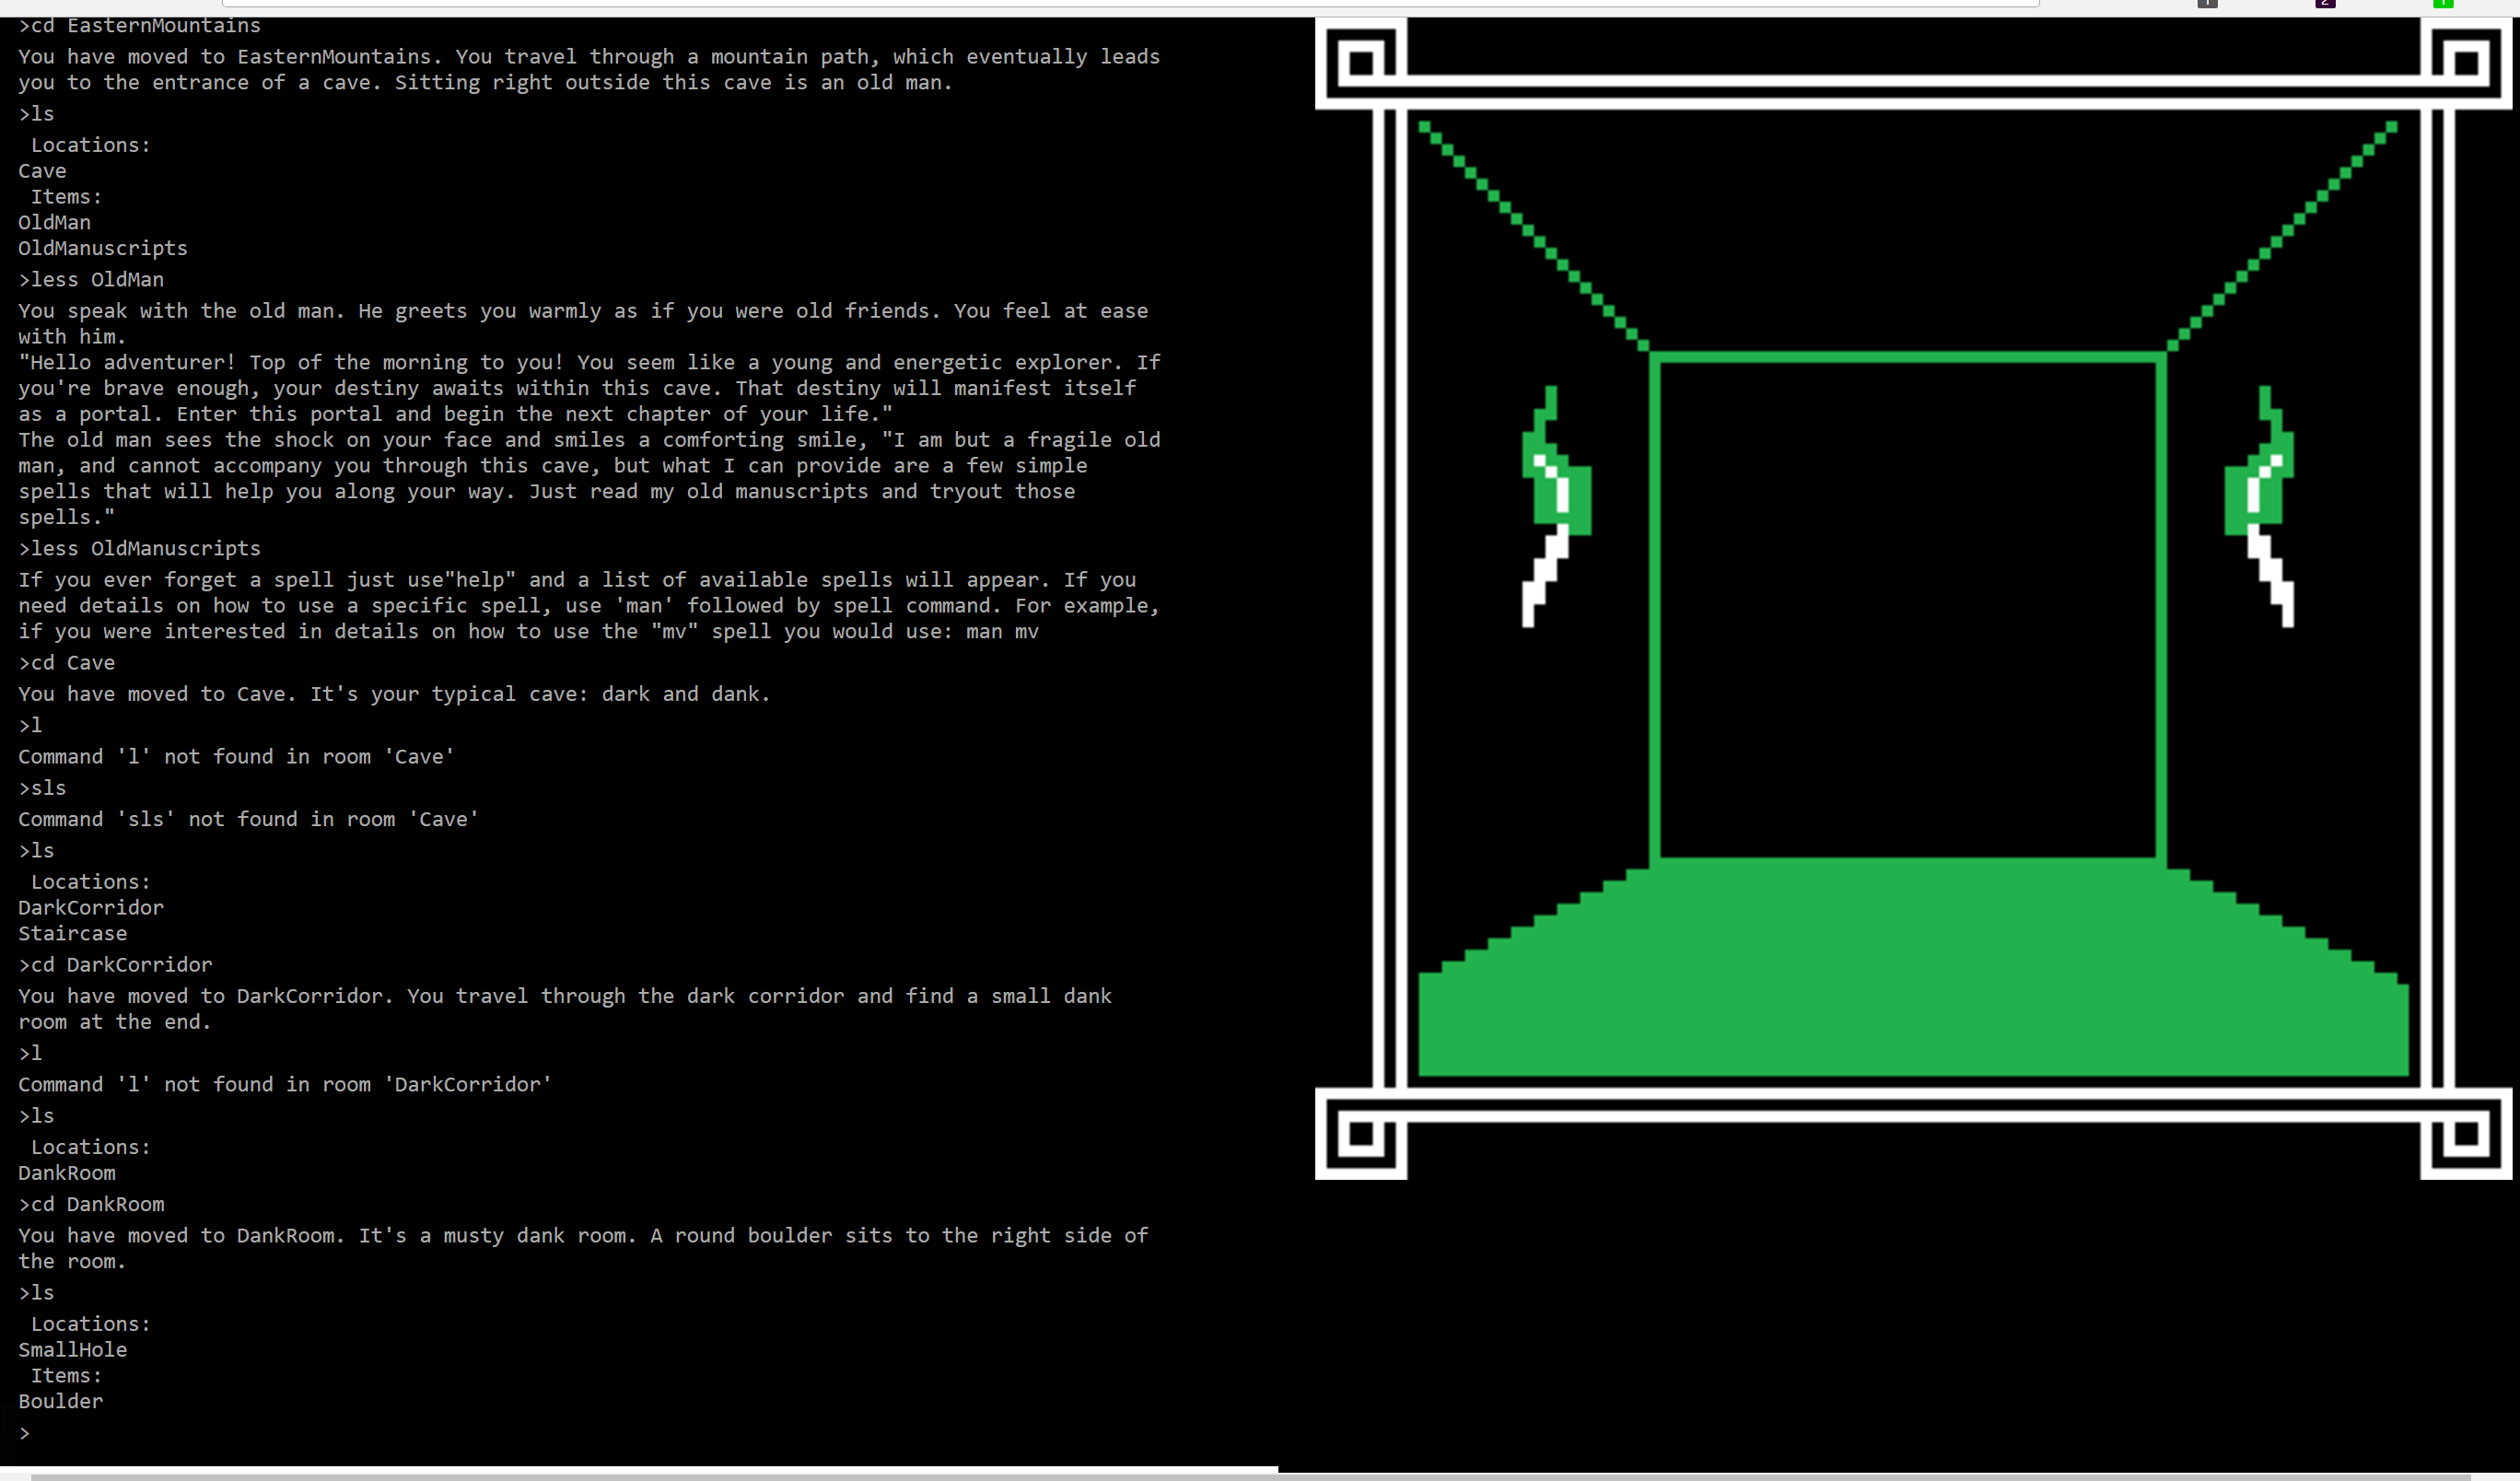 >cd EasternMountains
You have moved to EasternMountains. You travel through a mountain path, which eventually leads
you to the entrance of a cave. Sitting right outside this cave is an old man.
>ls
Locations:
Cave
Items:
OldMan
OldManuscripts
>less OldMan
You speak with the old man. He greets you warmly as if you were old friends. You feel at ease
with him.
"Hello adventurer! Top of the morning to you! You seem like a young and energetic explorer. If
you're brave enough, your destiny awaits within this cave. That destiny will manifest itself
as a portal. Enter this portal and begin the next chapter of your life."
The old man sees the shock on your face and smiles a comforting smile, "I am but a fragile old
man, and cannot accompany you through this cave, but what I can provide are a few simple
spells that will help you along your way. Just read my old manuscripts and tryout those
spells."
>less OldManuscripts
If you ever forget a spell just use"help" and a list of available spells will appear. If you
need details on how to use a specific spell, use 'man' followed by spell command. For example,
if you were interested in details on how to use the "mv" spell you would use: man mv
>cd Cave
You have moved to Cave. It's your typical cave: dark and dank.
>l
Command 'l' not found in room 'Cave'
>sls
Command 'sls' not found in room 'Cave'
>ls
Locations:
DarkCorridor
Staircase
>cd DarkCorridor
You have moved to DarkCorridor. You travel through the dark corridor and find a small dank
room at the end.
>l
Command 'l' not found in room 'DarkCorridor'
>ls
Locations:
DankRoom
>cd DankRoom
You have moved to DankRoom. It's a musty dank room. A round boulder sits to the right side of
the room.
>ls
Locations:
SmallHole
Items:
Boulder
>